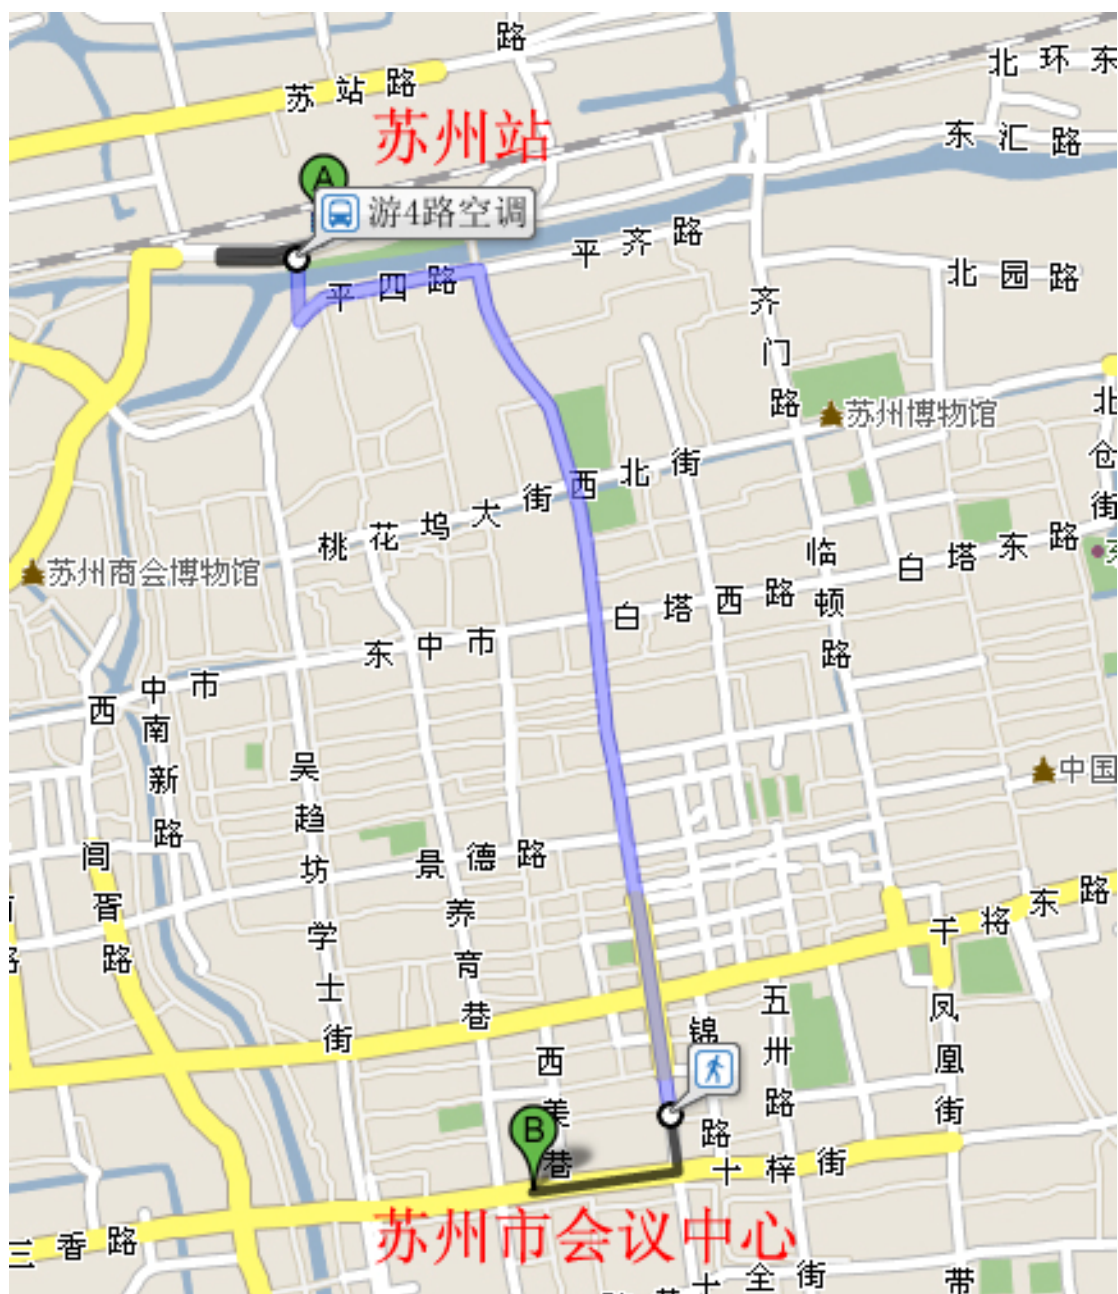 路
苏站路
北环东
苏州站
东汇路
A
游4路空调
平齐路
平四路
北园路
齐门路
苏州博物馆
北仓街
西北街
桃花坞大街
临顿路
白塔东路
苏州商会博物馆
白塔西路
东中市
西中市
南新路
吴趋坊
中国
闾胥路
景德路
养育巷
学士街
干将东路
路
五卅路
凤凰街
锦
路
西美巷
B
十梓街
三香路
苏州市会议中心
十全街
带